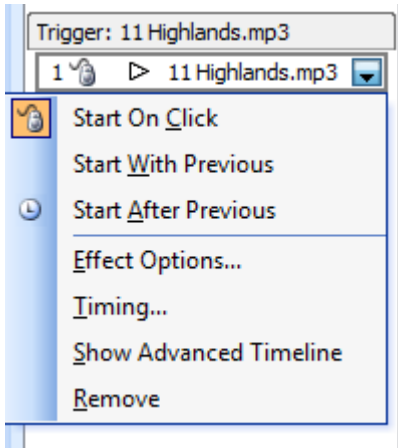 Trigger: 11 Highlands.mp3
1 11 Highlands.mp3
Start On Click
Start With Previous
Start After Previous
Effect Options...
Timing...
Show Advanced Timeline
Remove